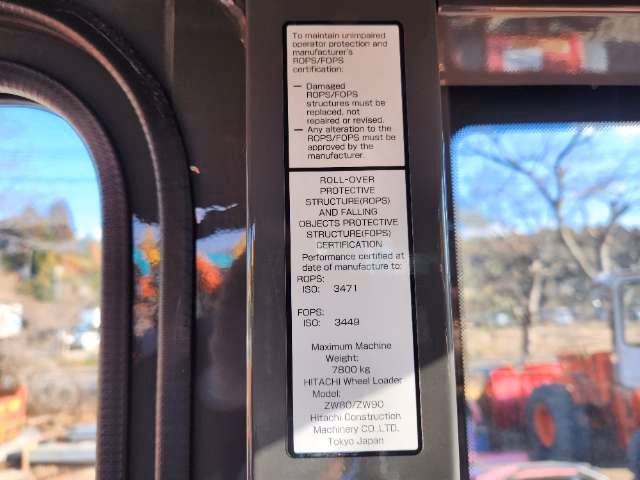 To maintain unimpaired
operator protection and
manufacturer's
ROPS/FOPS
certification:
— Damaged
ROPS/FOPS
structures must be
replaced, not
repaired or revised.
— Any alteration to the
ROPS/FOPS must be
approved by the
manufacturer.
ROLL-OVER
PROTECTIVE
STRUCTURE(ROPS)
AND FALLING
OBJECTS PROTECTIVE
STRUCTURE(FOPS)
CERTIFICATION
Performance certified at
date of manufacture to:
ROPS:
ISO: 3471
FOPS:
ISO: 3449
Maximum Machine
Weight:
7800 kg
HITACHI Wheel Loader
Model:
ZW80/ZW90
Hitachi Construction
Machinery CO.,LTD.
Tokyo Japan